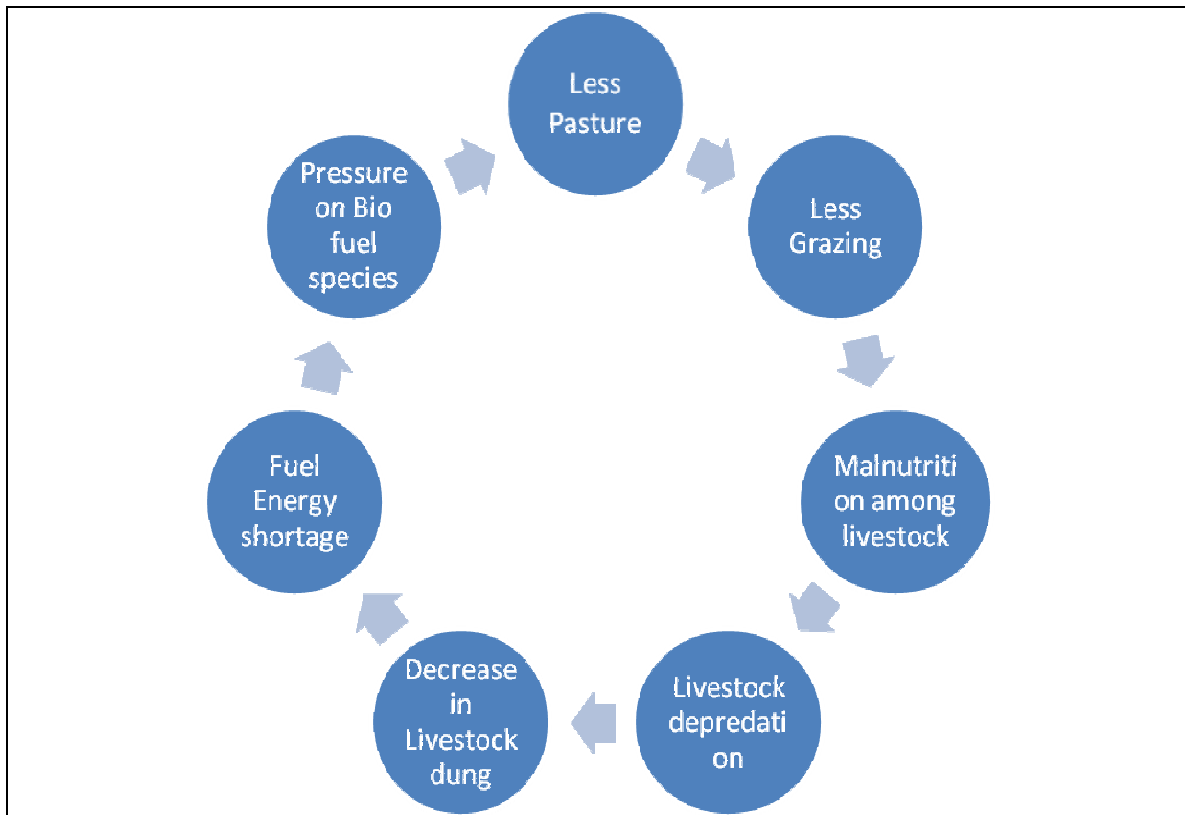 Less
Pasture
Less
Grazing
Malnutriti
on among
livestock
Livestock
depredati
on
Decrease
in
Livestock
dung
Fuel
Energy
shortage
Pressure
on Bio
fuel
species